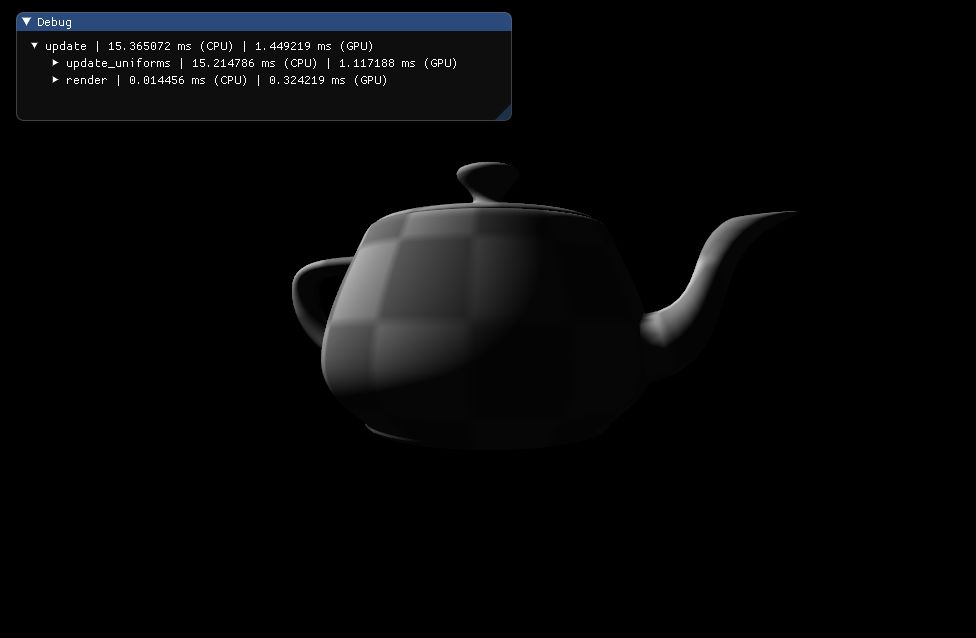 Debug
update | 15.365072 ms (CPU) | 1.449219 ms (GPU)
update_uniforms | 15.214786 ms (CPU) | 1.117188 ms (GPU)
render | 0.014456 ms (CPU) | 0.324219 ms (GPU)